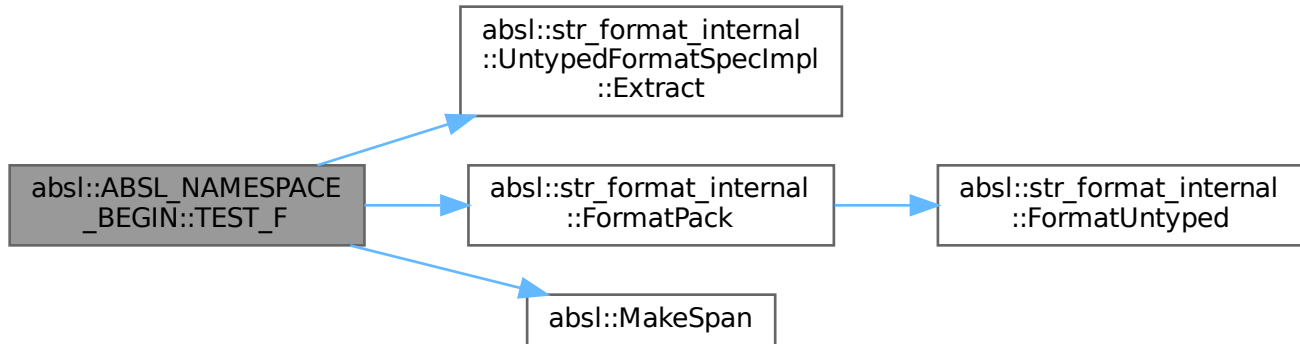 absl::str_format_internal
::UntypedFormatSpecImpl
::Extract
absl::ABSL_NAMESPACE
_BEGIN::TEST_F
absl::str_format_internal
::FormatPack
absl::str_format_internal
::FormatUntyped
absl::MakeSpan